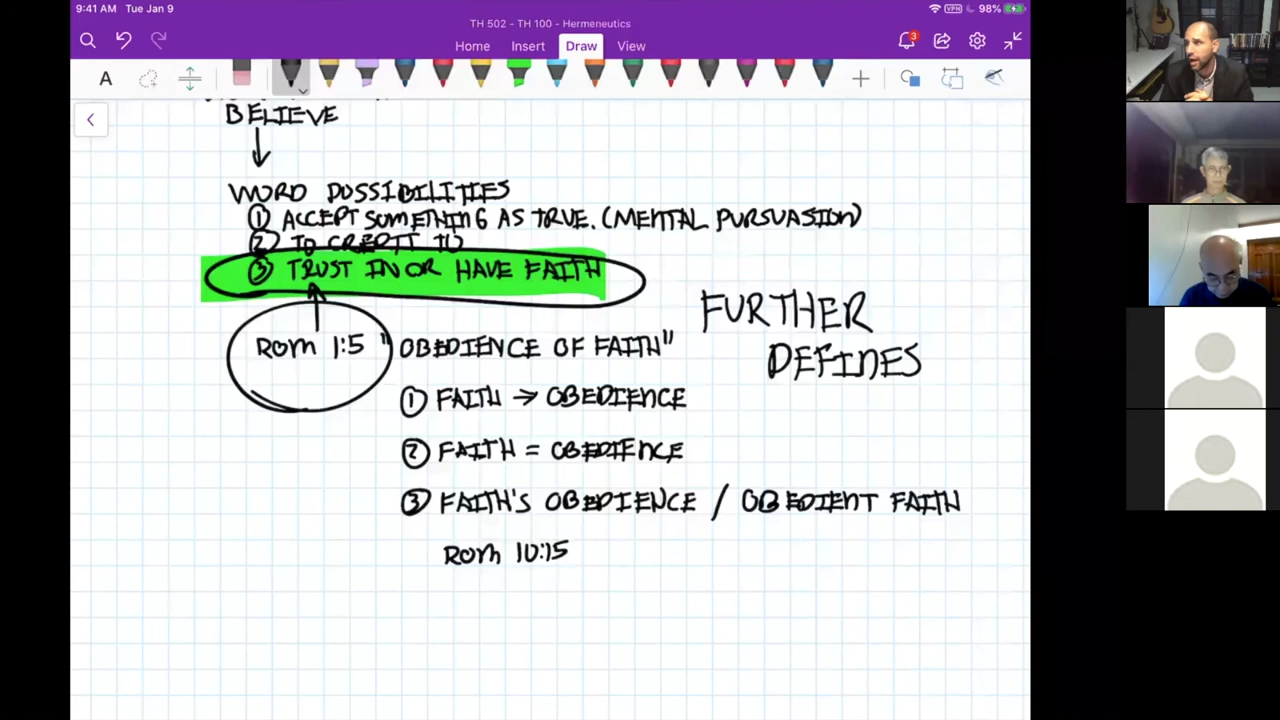 9:41 AM Tue Jan 9
VPN 98%
TH 502 - TH 100 - Hermeneutics
Home Insert Draw View
3
A
BELIEVE
WORD POSSIBILITIES
① ACCEPT SOMETHING AS TRUE. (MENTAL PURSUASION)
② TO CREDIT TO
③ TRUST IN OR HAVE FAITH
FURTHER
DEFINES
Rom 1:5 "OBEDIENCE OF FAITH"
① FAITH → OBEDIENCE
② FAITH = OBEDIENCE
③ FAITH'S OBEDIENCE / OBEDIENT FAITH
Rom 10:15